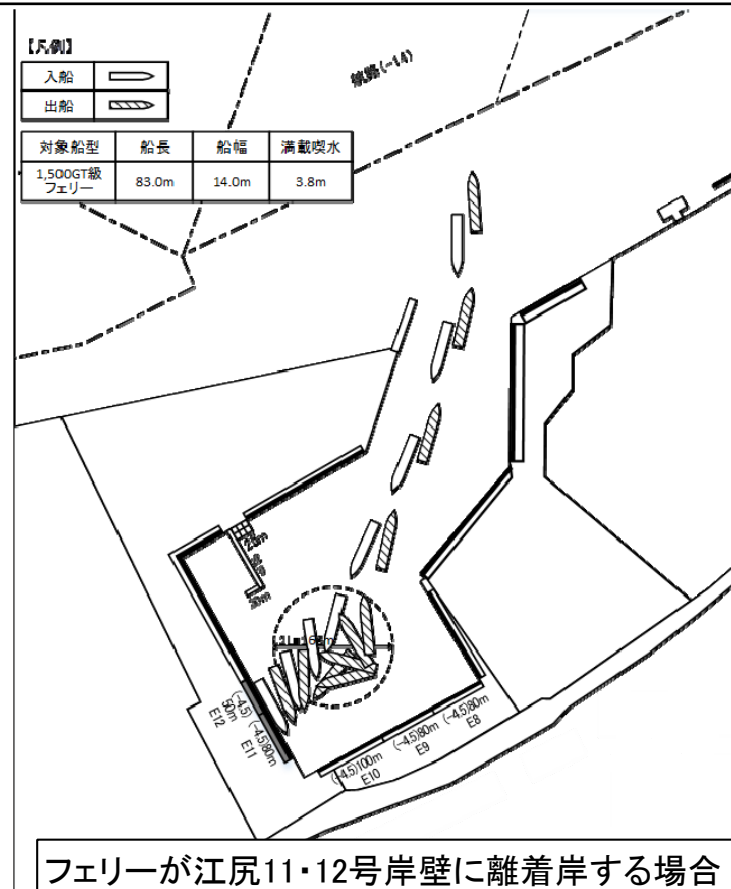 【凡例】
入船
出船
対象船型 船長 船幅 満載喫水
1,500GT級
フェリー 83.0m 14.0m 3.8m
航路(-14)
20m
20m
(-4.5)
50m
E12
(-4.5)80m
E11
(-4.5)100m
E10
(-4.5)80m
E9
(-4.5)80m
E8
フェリーが江尻11・12号岸壁に離着岸する場合